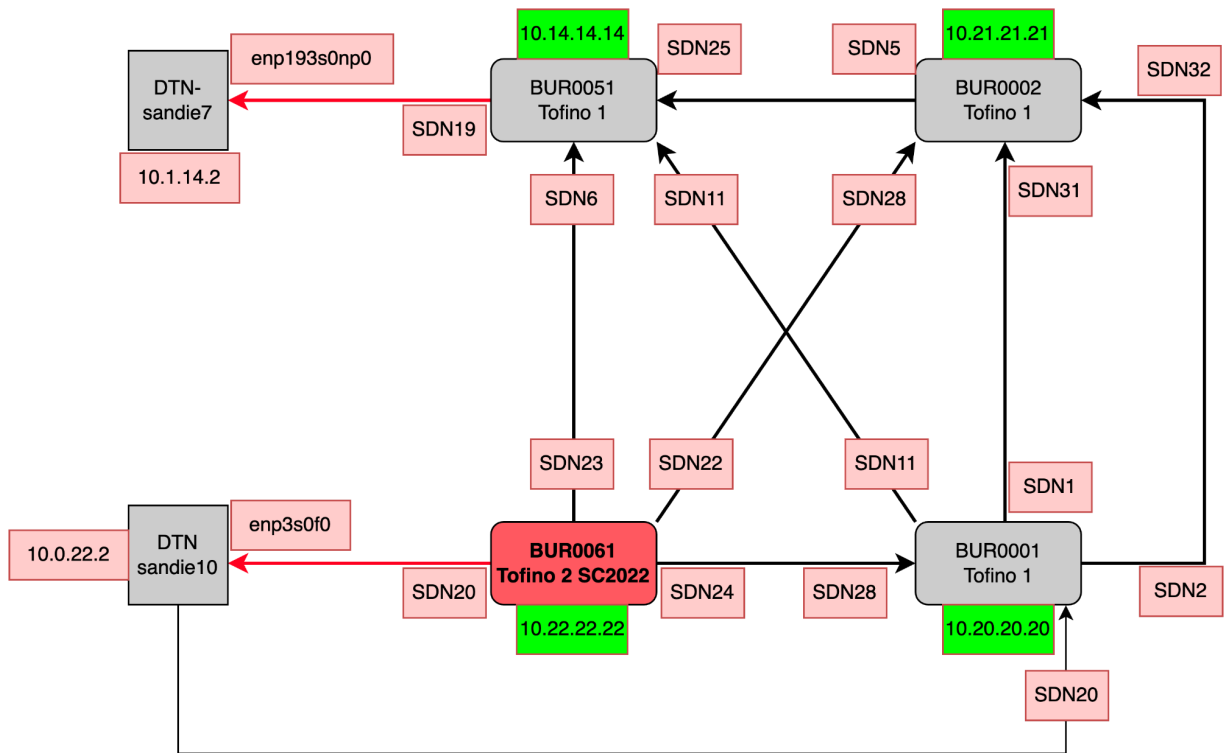 10.14.14.14
10.21.21.21
enp193s0np0
SDN25
SDN5
SDN32
DTN-
sandie7
BUR0051
Tofino 1
BUR0002
Tofino 1
SDN19
10.1.14.2
SDN6
SDN11
SDN28
SDN31
SDN23
SDN22
SDN11
SDN1
enp3s0f0
10.0.22.2
DTN
sandie10
BUR0061
Tofino 2 SC2022
BUR0001
Tofino 1
SDN20
SDN24
SDN28
SDN2
10.22.22.22
10.20.20.20
SDN20